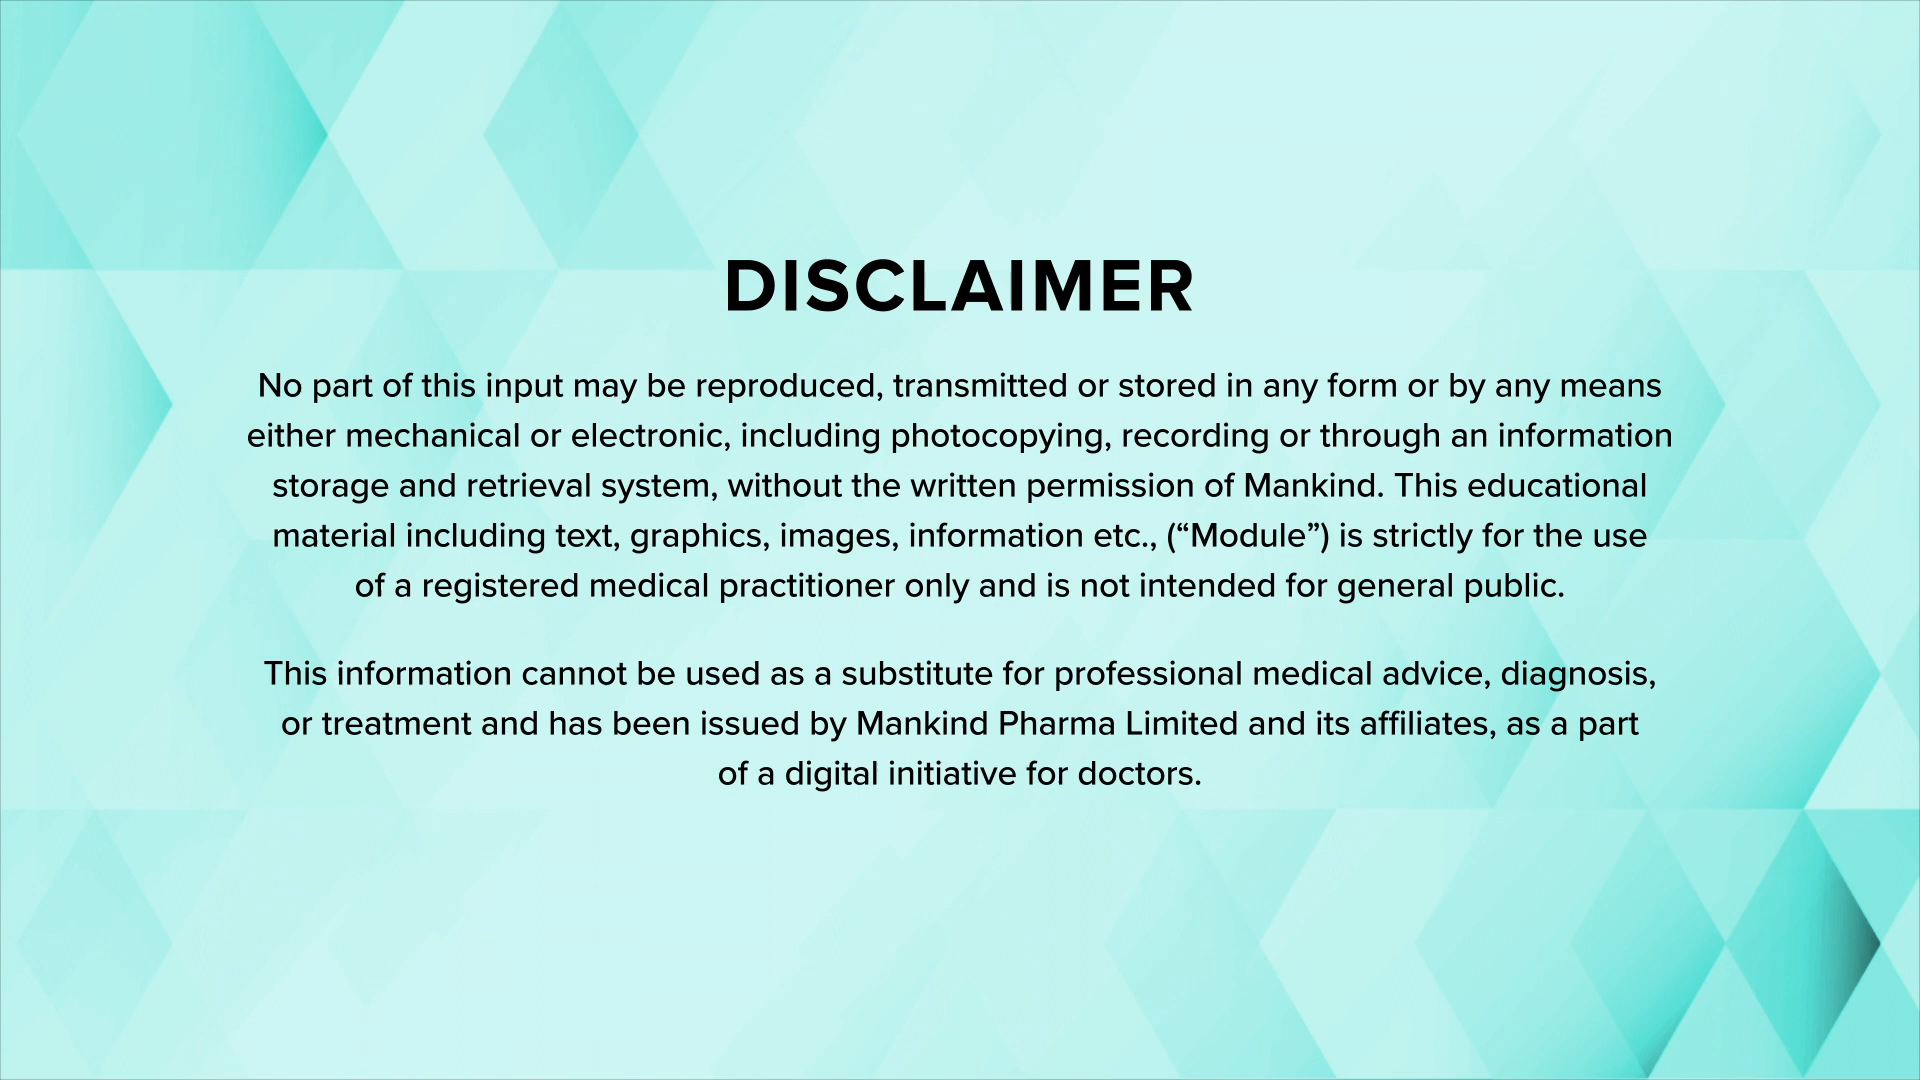 DISCLAIMER
No part of this input may be reproduced, transmitted or stored in any form or by any means
either mechanical or electronic, including photocopying, recording or through an information
storage and retrieval system, without the written permission of Mankind. This educational
material including text, graphics, images, information etc., (“Module”) is strictly for the use
of a registered medical practitioner only and is not intended for general public.
This information cannot be used as a substitute for professional medical advice, diagnosis,
or treatment and has been issued by Mankind Pharma Limited and its affiliates, as a part
of a digital initiative for doctors.